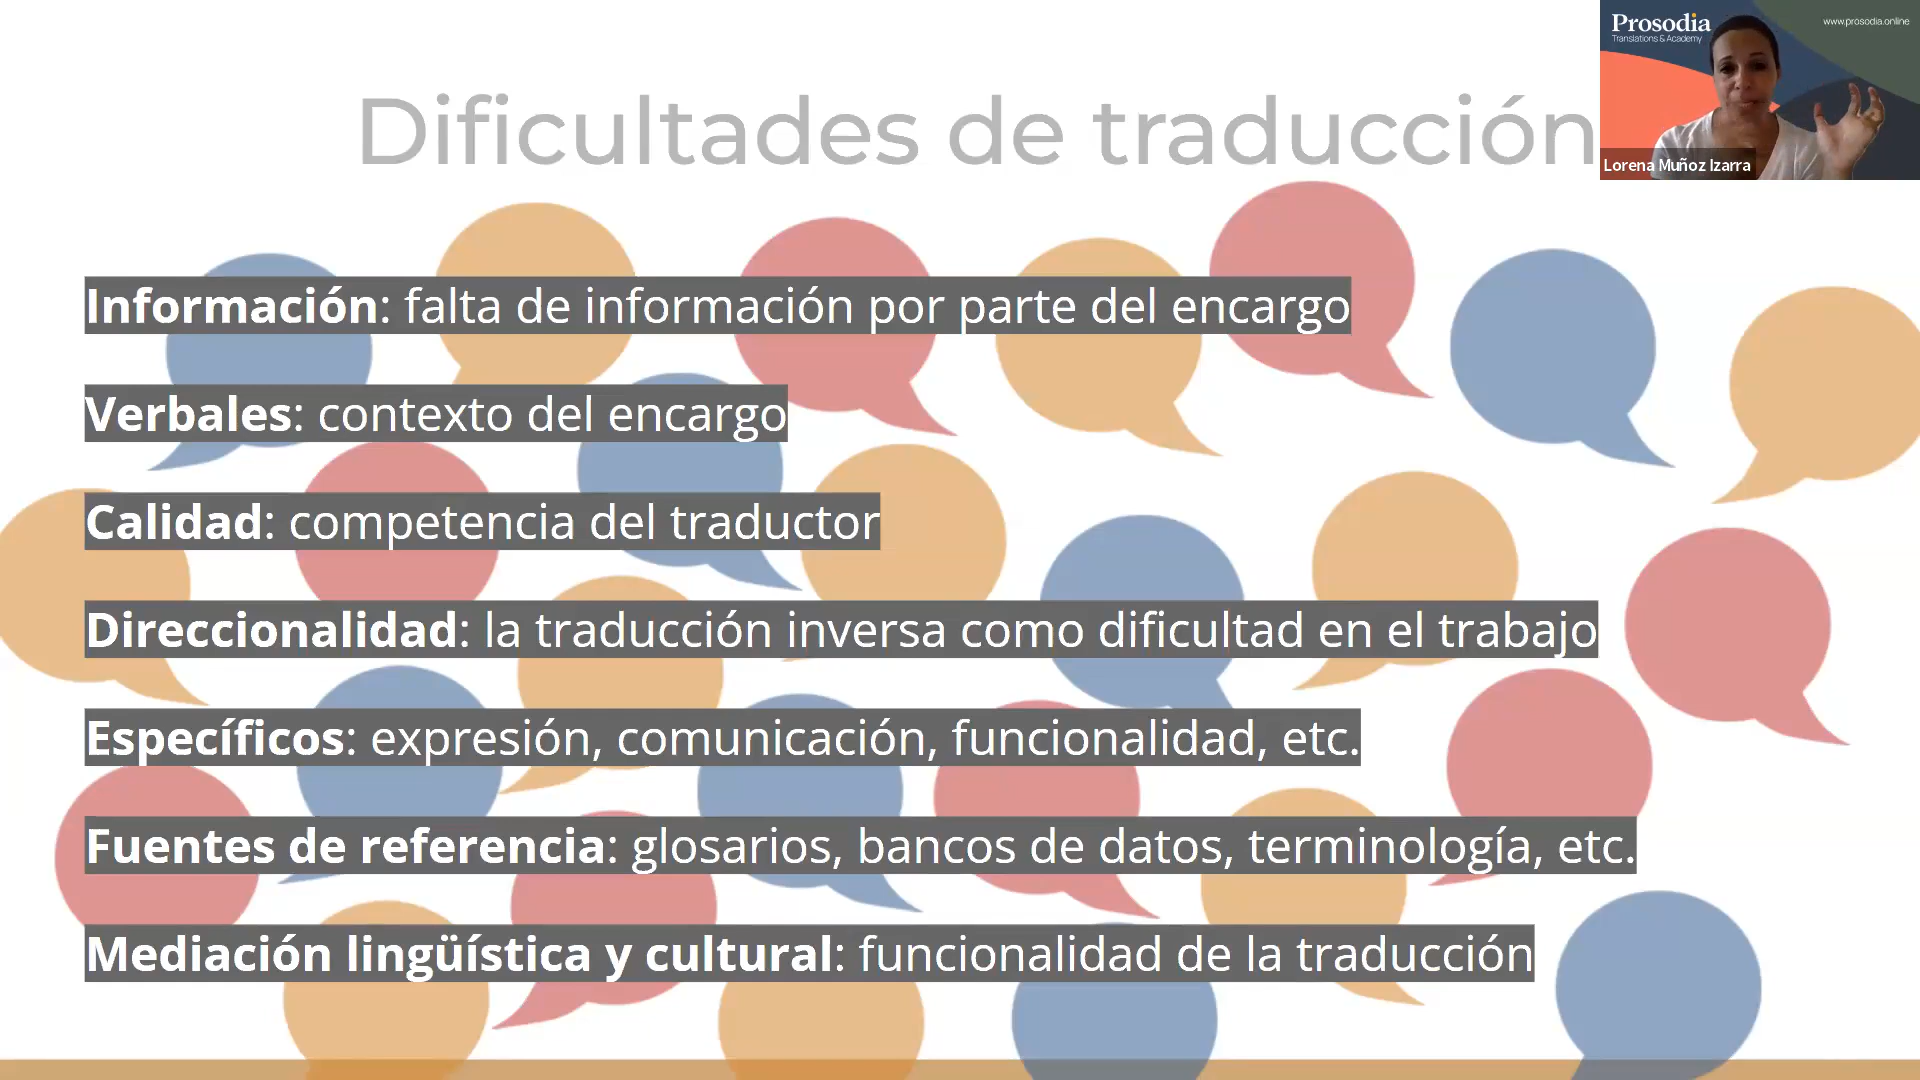 Prosodia
Translations & Academy
www.prosodia.online
Dificultades de traducción
Lorena Muñoz Izarra
Información: falta de información por parte del encargo
Verbales: contexto del encargo
Calidad: competencia del traductor
Direccionalidad: la traducción inversa como dificultad en el trabajo
Específicos: expresión, comunicación, funcionalidad, etc.
Fuentes de referencia: glosarios, bancos de datos, terminología, etc.
Mediación lingüística y cultural: funcionalidad de la traducción